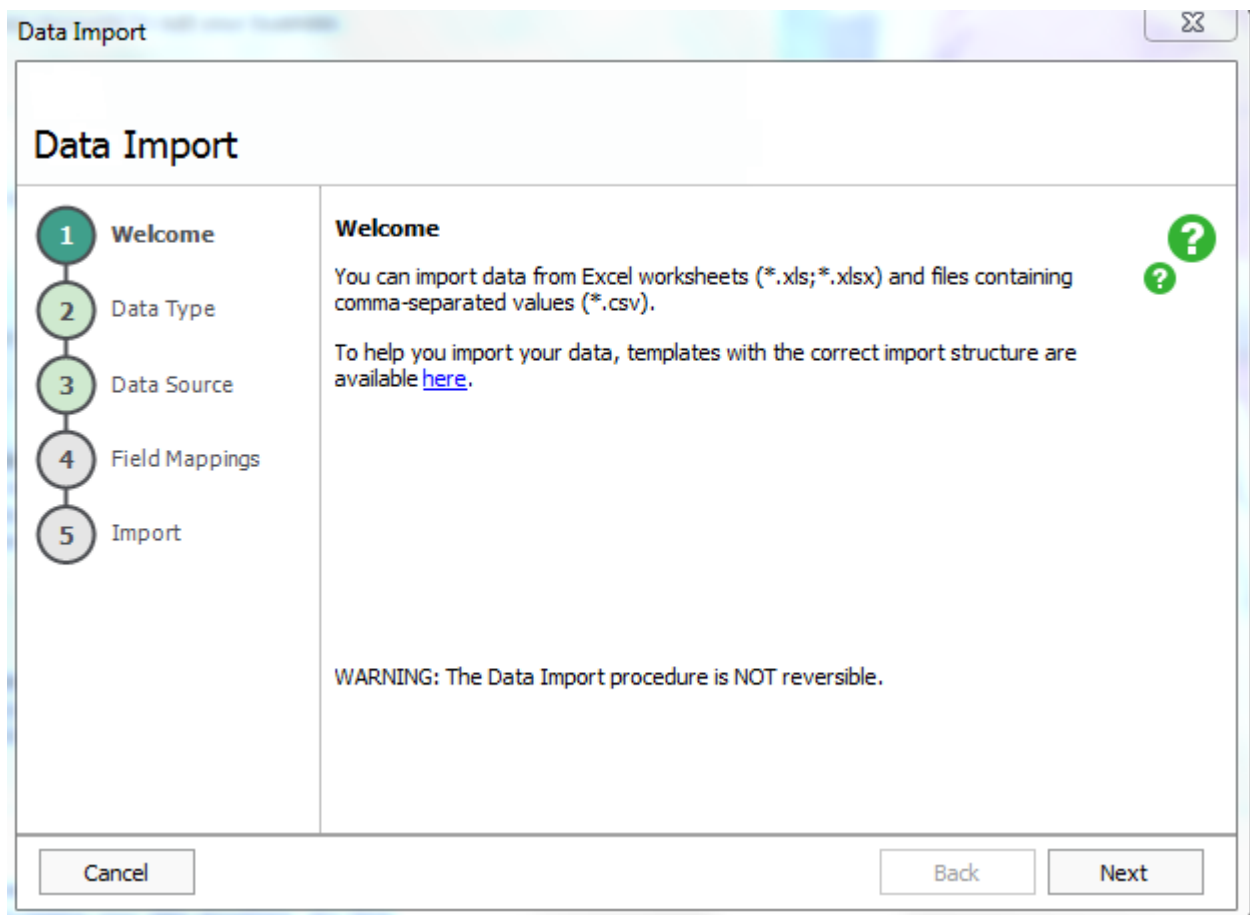 Data Import
Data Import
1 Welcome
2 Data Type
3 Data Source
4 Field Mappings
5 Import
Welcome
You can import data from Excel worksheets (*.xls;*.xlsx) and files containing
comma-separated values (*.csv).
To help you import your data, templates with the correct import structure are
available here.
WARNING: The Data Import procedure is NOT reversible.
?
?
Cancel
Back
Next